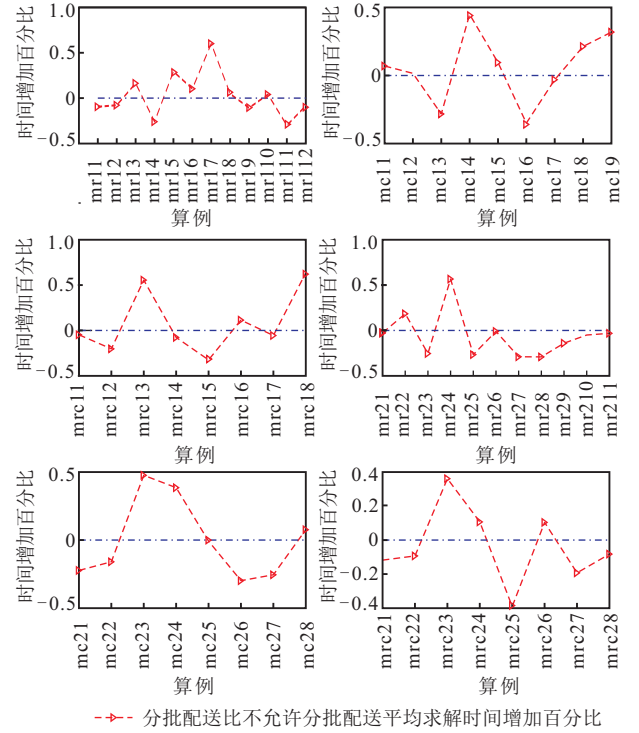 时间增加百分比
1.0
0.5
0
−0.5
mr11
mr12
mr13
mr14
mr15
mr16
mr17
mr18
mr19
mr110
mr111
mr112
算例
时间增加百分比
0.5
0
−0.5
mc11
mc12
mc13
mc14
mc15
mc16
mc17
mc18
mc19
算例
时间增加百分比
1.0
0.5
0
−0.5
mrc11
mrc12
mrc13
mrc14
mrc15
mrc16
mrc17
mrc18
算例
时间增加百分比
1.0
0.5
0
−0.5
mr21
mr22
mr23
mr24
mr25
mr26
mr27
mr28
mr29
mr210
mr211
算例
时间增加百分比
0.5
0
−0.5
mc21
mc22
mc23
mc24
mc25
mc26
mc27
mc28
算例
时间增加百分比
0.4
0.2
0
−0.2
−0.4
mrc21
mrc22
mrc23
mrc24
mrc25
mrc26
mrc27
mrc28
算例
分批配送比不允许分批配送平均求解时间增加百分比